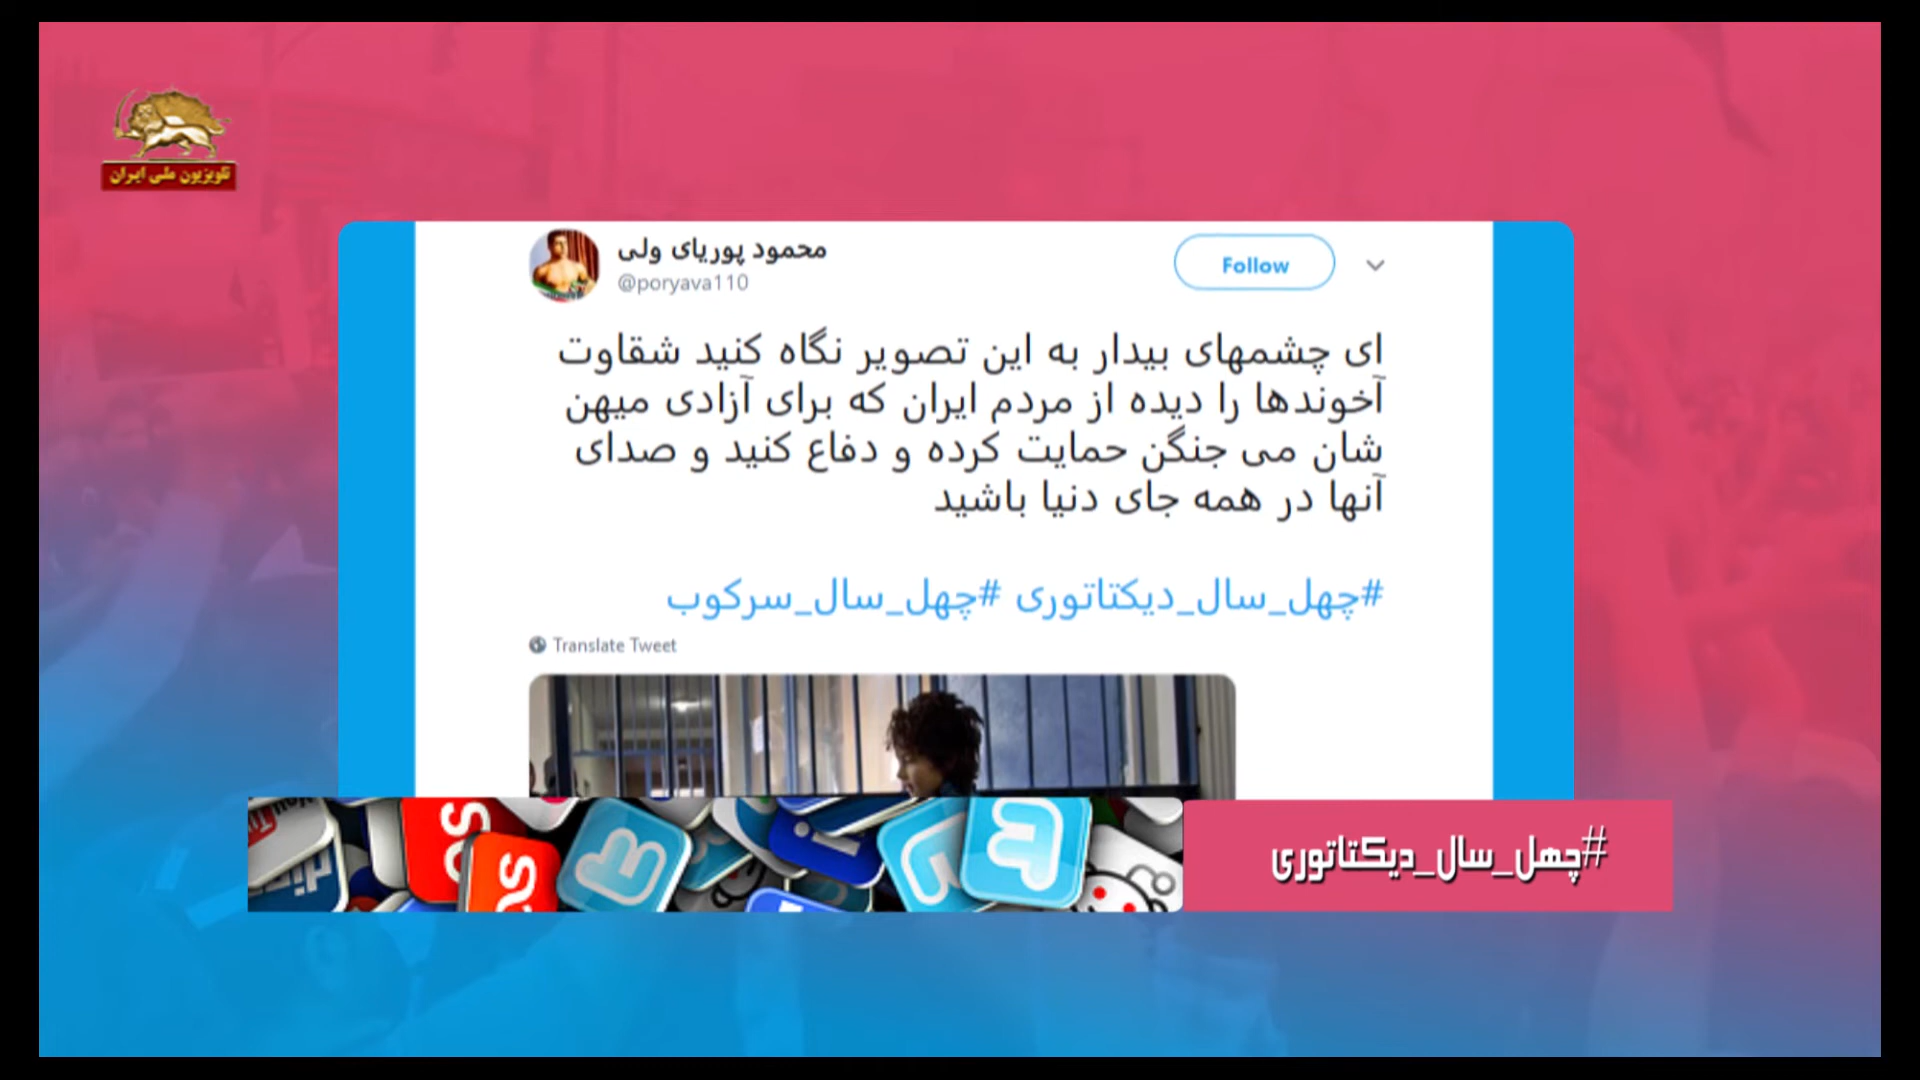 تلویزیون ملی ایران
محمود پوریای ولی
@poryava110
Follow
ای چشمهای بیدار به این تصویر نگاه کنید شقاوت
آخوندها را دیده از مردم ایران که برای آزادی میهن
شان می جنگن حمایت کرده و دفاع کنید و صدای
آنها در همه جای دنیا باشید
#چهل_سال_دیکتاتوری #چهل_سال_سرکوب
Translate Tweet
#چهل_سال_دیکتاتوری